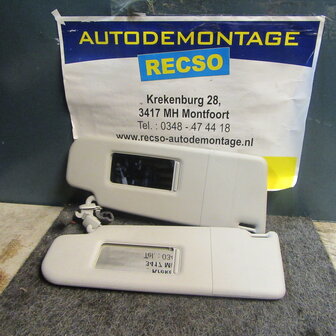 AUTODEMONTAGE
RECSO
Krekenburg 28,
3417 MH Montfoort
Tel. : 0348 - 47 44 18
www.recso-autodemontage.nl